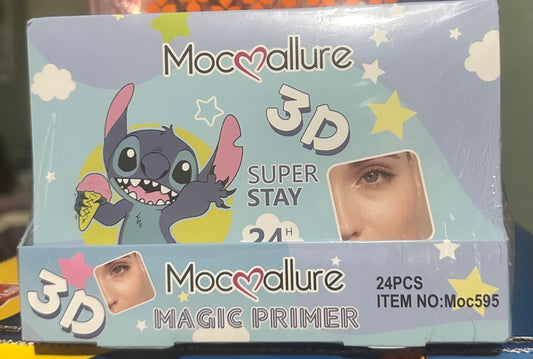 Mocallure
3D
SUPER
STAY
24H
3D
Mocallure
MAGIC PRIMER
24PCS
ITEM NO:Moc595